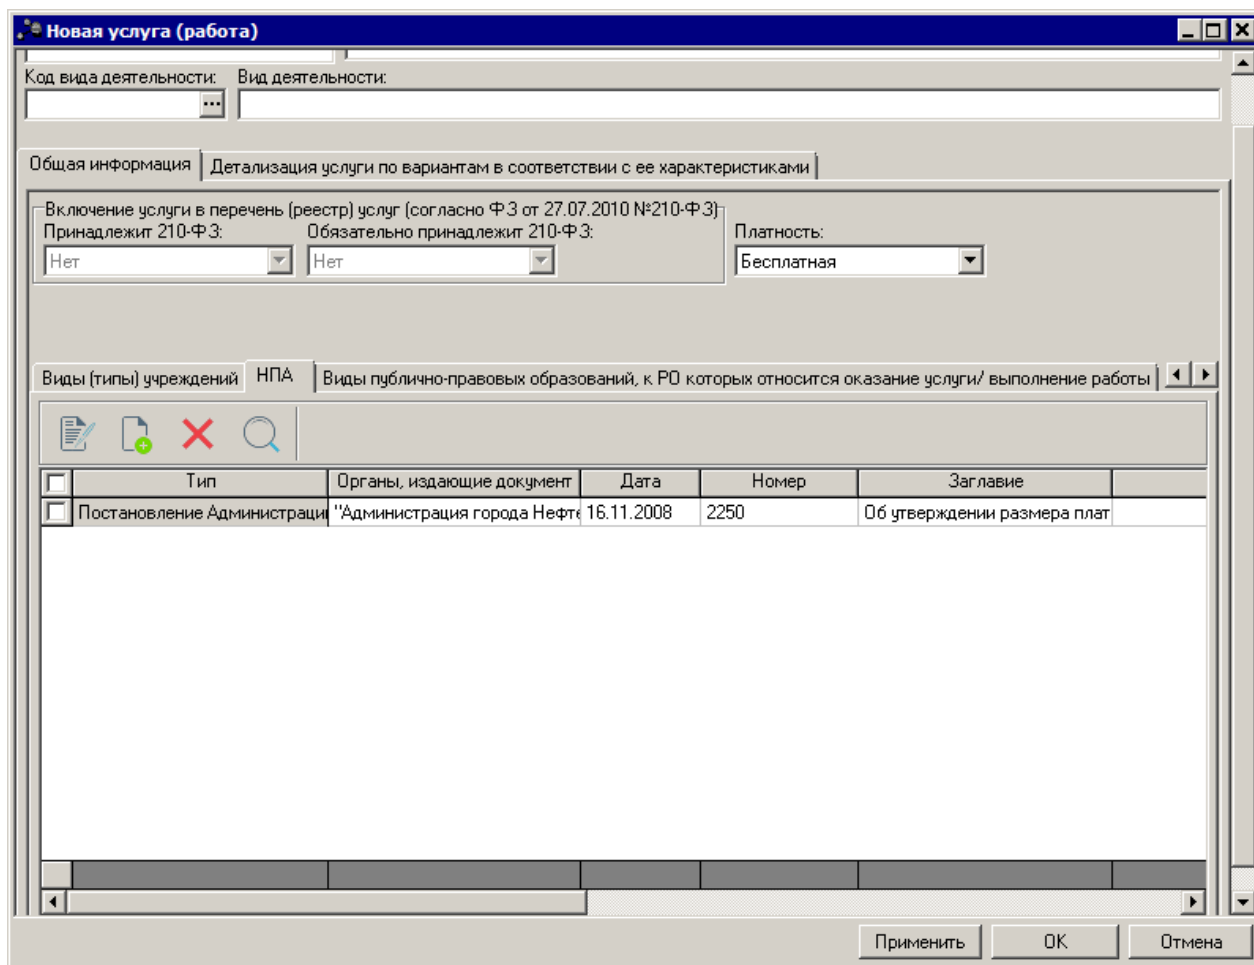 Новая услуга (работа)
Код вида деятельности: Вид деятельности:
Общая информация Детализация услуги по вариантам в соответствии с ее характеристиками
Включение услуги в перечень (реестр) услуг (согласно ФЗ от 27.07.2010 №210-ФЗ)
Принадлежит 210-ФЗ: Обязательно принадлежит 210-ФЗ: Платность:
Нет Нет Бесплатная
Виды (типы) учреждений НПА Виды публично-правовых образований, к РО которых относится оказание услуги/ выполнение работы
Тип Органы, издающие документ Дата Номер Заглавие
Постановление Администраци "Администрация города Нефте 16.11.2008 2250 Об утверждении размера плат
Применить ОК Отмена